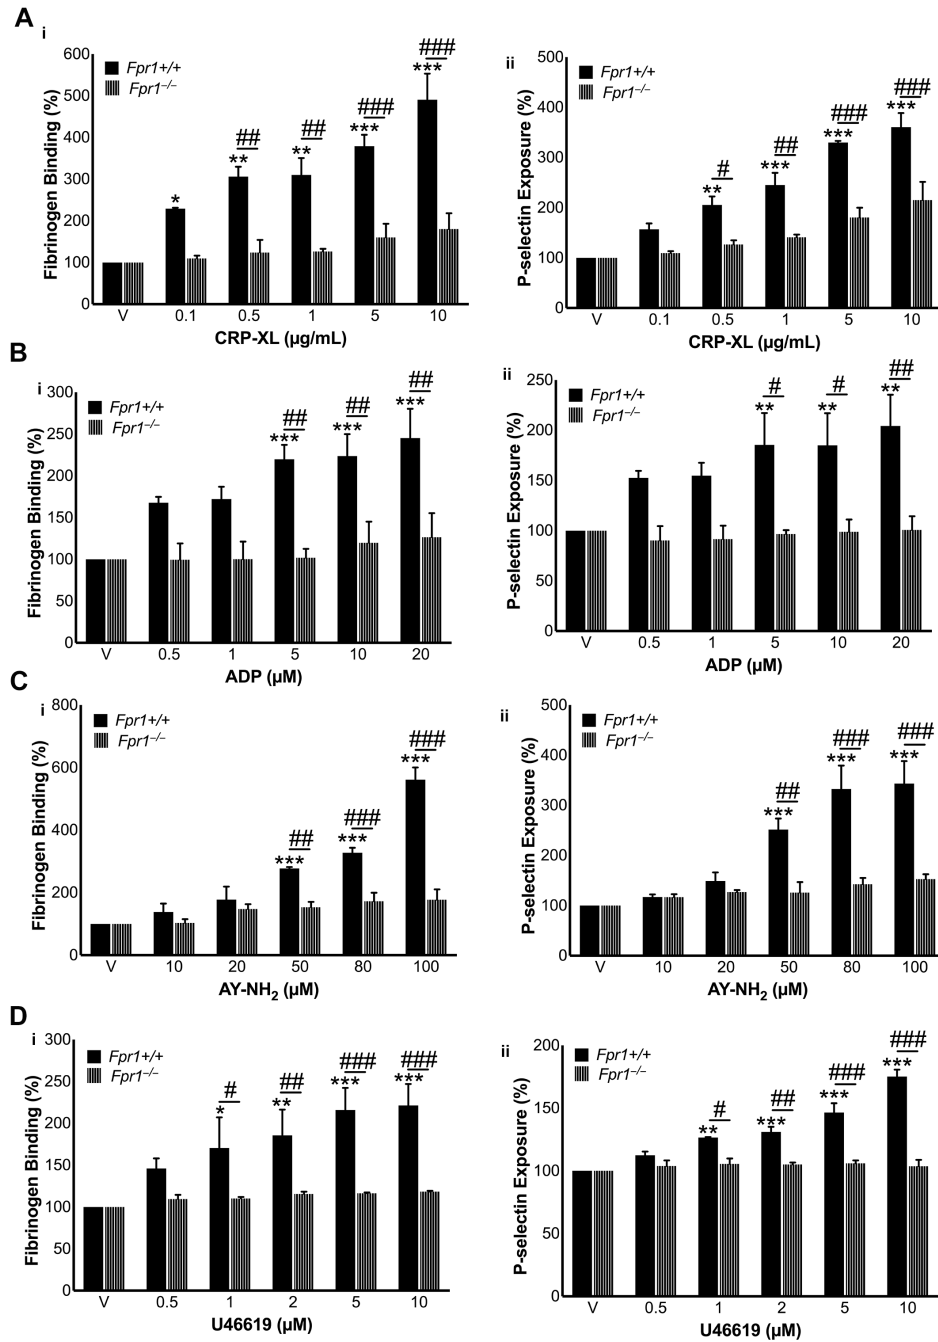 A
i
Fibrinogen Binding (%)
600
500
400
300
200
100
0
Fpr1+/+
Fpr1−/−
*
**
##
**
##
***
###
***
###
V 0.1 0.5 1 5 10
CRP-XL (µg/mL)
ii
P-selectin Exposure (%)
500
400
300
200
100
0
Fpr1+/+
Fpr1−/−
**
#
***
##
***
###
***
###
V 0.1 0.5 1 5 10
CRP-XL (µg/mL)
B
i
Fibrinogen Binding (%)
300
250
200
150
100
50
0
Fpr1+/+
Fpr1−/−
***
##
***
##
***
##
V 0.5 1 5 10 20
ADP (µM)
ii
P-selectin Exposure (%)
250
200
150
100
50
0
Fpr1+/+
Fpr1−/−
**
#
**
#
**
##
V 0.5 1 5 10 20
ADP (µM)
C
i
Fibrinogen Binding (%)
800
600
400
200
100
0
Fpr1+/+
Fpr1−/−
***
##
***
###
***
###
V 10 20 50 80 100
AY-NH2 (µM)
ii
P-selectin Exposure (%)
500
400
300
200
100
0
Fpr1+/+
Fpr1−/−
***
##
***
###
***
###
V 10 20 50 80 100
AY-NH2 (µM)
D
i
Fibrinogen Binding (%)
300
250
200
150
100
50
0
Fpr1+/+
Fpr1−/−
*
#
**
##
***
###
***
###
V 0.5 1 2 5 10
U46619 (µM)
ii
P-selectin Exposure (%)
200
150
100
50
0
Fpr1+/+
Fpr1−/−
**
#
***
##
***
###
***
###
V 0.5 1 2 5 10
U46619 (µM)